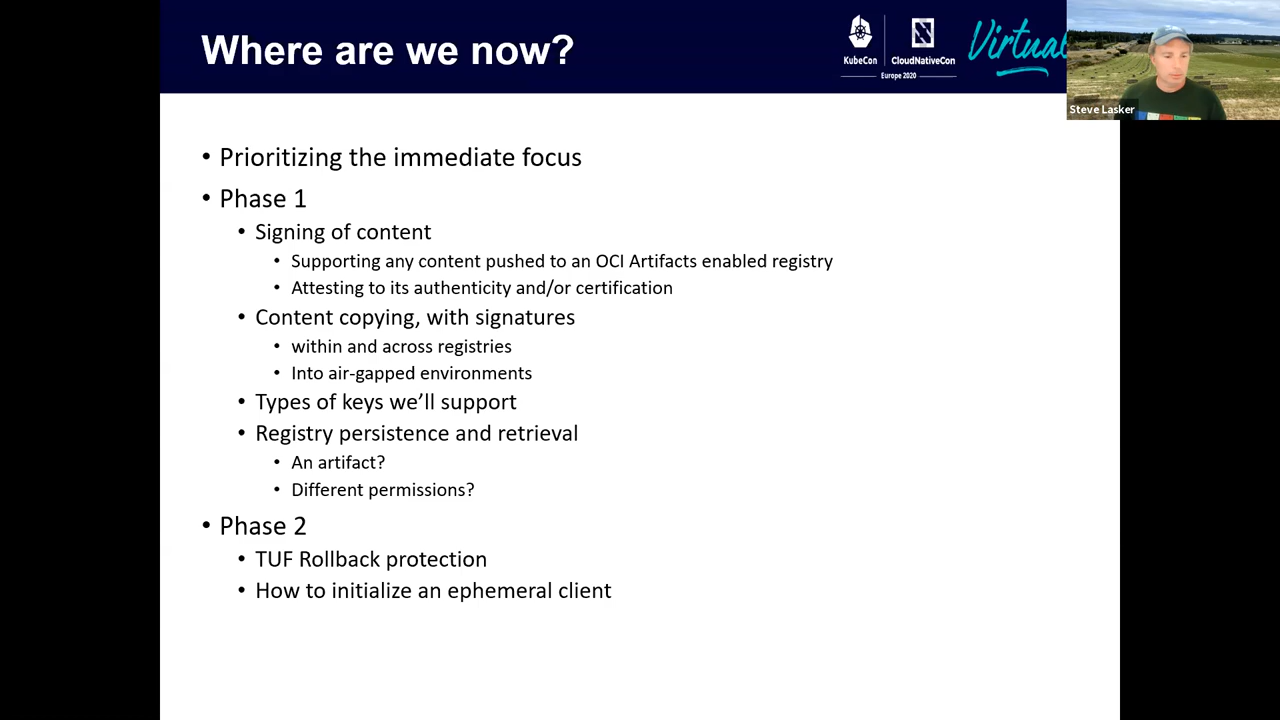 Where are we now?
KubeCon
CloudNativeCon
Europe 2020
Virtual
Steve Lasker
• Prioritizing the immediate focus
• Phase 1
• Signing of content
• Supporting any content pushed to an OCI Artifacts enabled registry
• Attesting to its authenticity and/or certification
• Content copying, with signatures
• within and across registries
• Into air-gapped environments
• Types of keys we’ll support
• Registry persistence and retrieval
• An artifact?
• Different permissions?
• Phase 2
• TUF Rollback protection
• How to initialize an ephemeral client